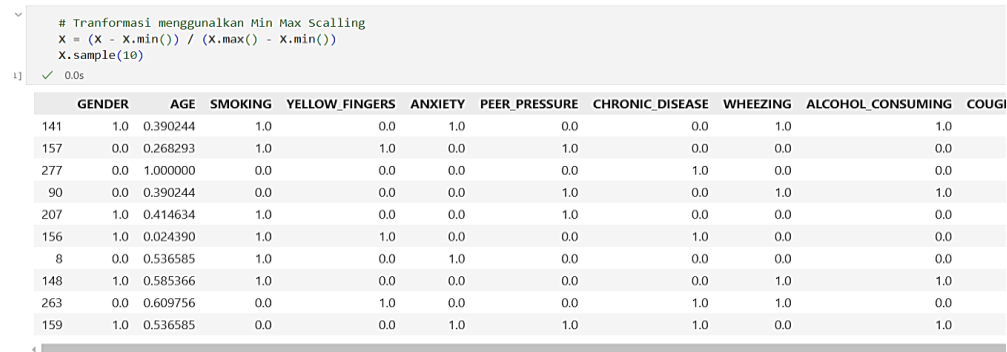 # Tranformasi menggunalkan Min Max Scalling
X = (X - X.min()) / (X.max() - X.min())
X.sample(10)
0.0s
GENDER AGE SMOKING YELLOW_FINGERS ANXIETY PEER_PRESSURE CHRONIC_DISEASE WHEEZING ALCOHOL_CONSUMING COUGH
141 1.0 0.390244 1.0 0.0 1.0 0.0 0.0 1.0 1.0
157 0.0 0.268293 1.0 1.0 0.0 1.0 0.0 0.0 0.0
277 0.0 1.000000 0.0 0.0 0.0 0.0 1.0 0.0 0.0
90 0.0 0.390244 0.0 0.0 0.0 1.0 0.0 1.0 1.0
207 1.0 0.414634 1.0 0.0 0.0 1.0 0.0 0.0 0.0
156 1.0 0.024390 1.0 1.0 0.0 0.0 1.0 0.0 0.0
8 0.0 0.536585 1.0 0.0 1.0 0.0 0.0 0.0 0.0
148 1.0 0.585366 1.0 0.0 0.0 0.0 0.0 1.0 1.0
263 0.0 0.609756 0.0 1.0 0.0 0.0 1.0 1.0 0.0
159 1.0 0.536585 0.0 0.0 1.0 1.0 1.0 0.0 1.0